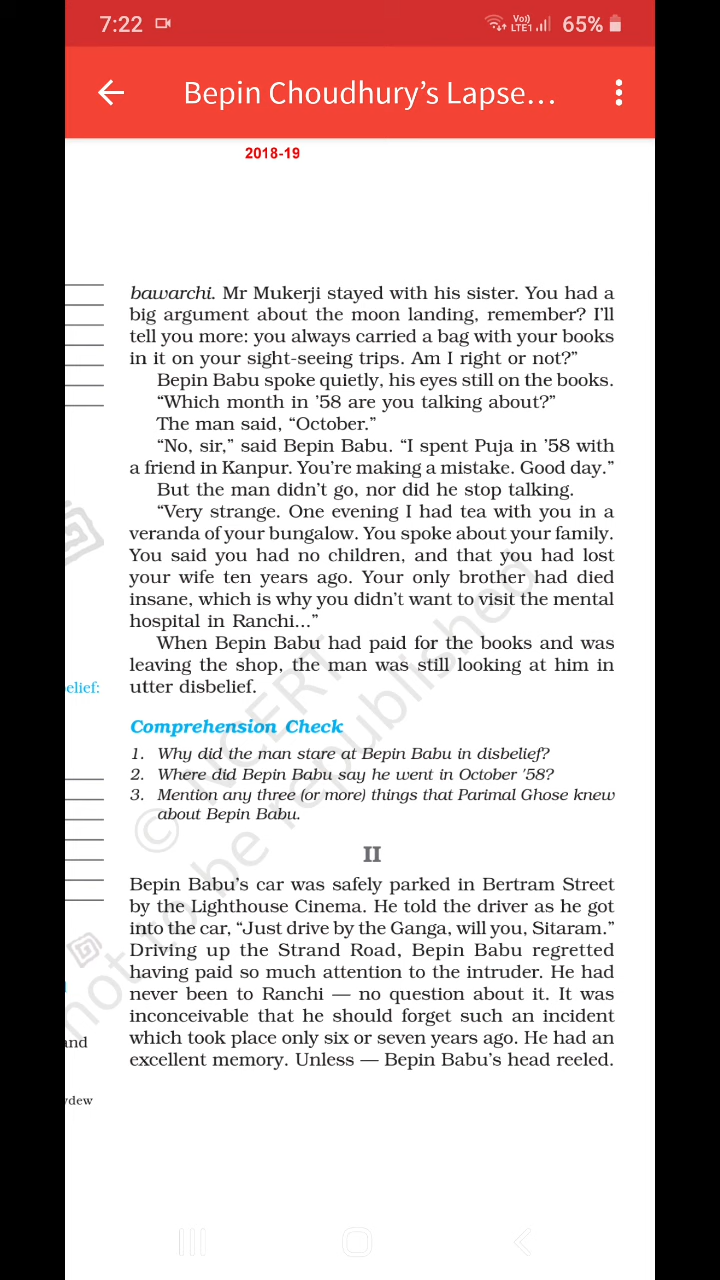 7:22
Vo))
LTE1
65%
Bepin Choudhury's Lapse...
2018-19
bawarchi. Mr Mukerji stayed with his sister. You had a
big argument about the moon landing, remember? I'll
tell you more: you always carried a bag with your books
in it on your sight-seeing trips. Am I right or not?"
Bepin Babu spoke quietly, his eyes still on the books.
"Which month in '58 are you talking about?"
The man said, "October."
"No, sir," said Bepin Babu. "I spent Puja in '58 with
a friend in Kanpur. You're making a mistake. Good day."
But the man didn't go, nor did he stop talking.
"Very strange. One evening I had tea with you in a
veranda of your bungalow. You spoke about your family.
You said you had no children, and that you had lost
your wife ten years ago. Your only brother had died
insane, which is why you didn't want to visit the mental
hospital in Ranchi..."
When Bepin Babu had paid for the books and was
leaving the shop, the man was still looking at him in
elief: utter disbelief.
Comprehension Check
1. Why did the man stare at Bepin Babu in disbelief?
2. Where did Bepin Babu say he went in October '58?
3. Mention any three (or more) things that Parimal Ghose knew
about Bepin Babu.
II
Bepin Babu's car was safely parked in Bertram Street
by the Lighthouse Cinema. He told the driver as he got
into the car, "Just drive by the Ganga, will you, Sitaram."
Driving up the Strand Road, Bepin Babu regretted
having paid so much attention to the intruder. He had
never been to Ranchi — no question about it. It was
inconceivable that he should forget such an incident
and which took place only six or seven years ago. He had an
excellent memory. Unless — Bepin Babu's head reeled.
dew
© NCERT
not to be republished